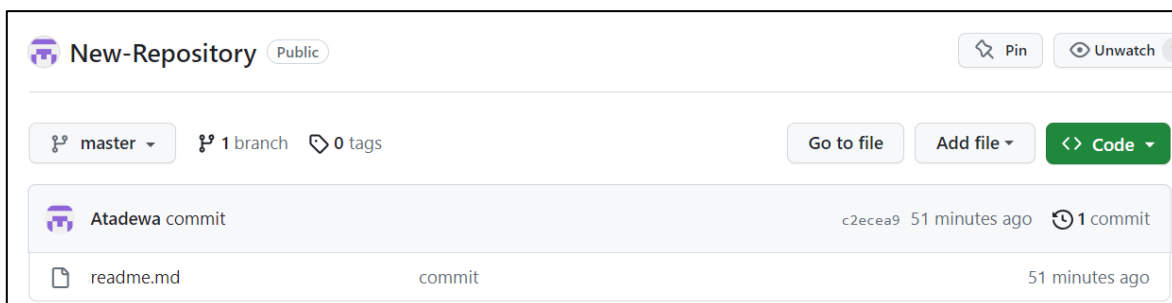 New-Repository Public Pin Unwatch
master 1 branch 0 tags Go to file Add file Code
Atadewa commit c2ecea9 51 minutes ago 1 commit
readme.md commit 51 minutes ago